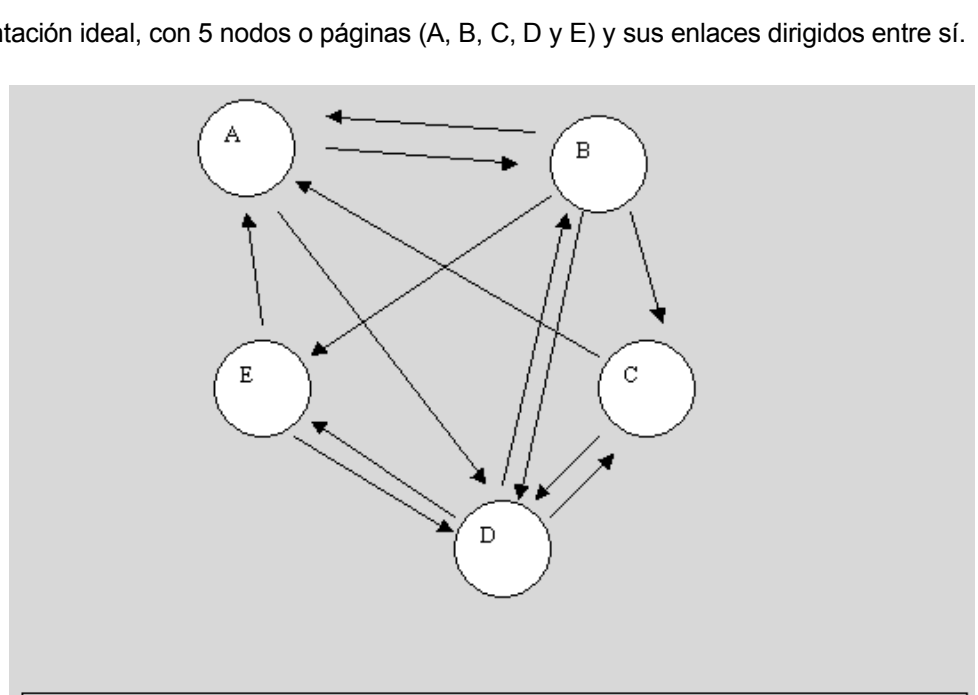 ntación ideal, con 5 nodos o páginas (A, B, C, D y E) y sus enlaces dirigidos entre sí.
A
B
E
C
D